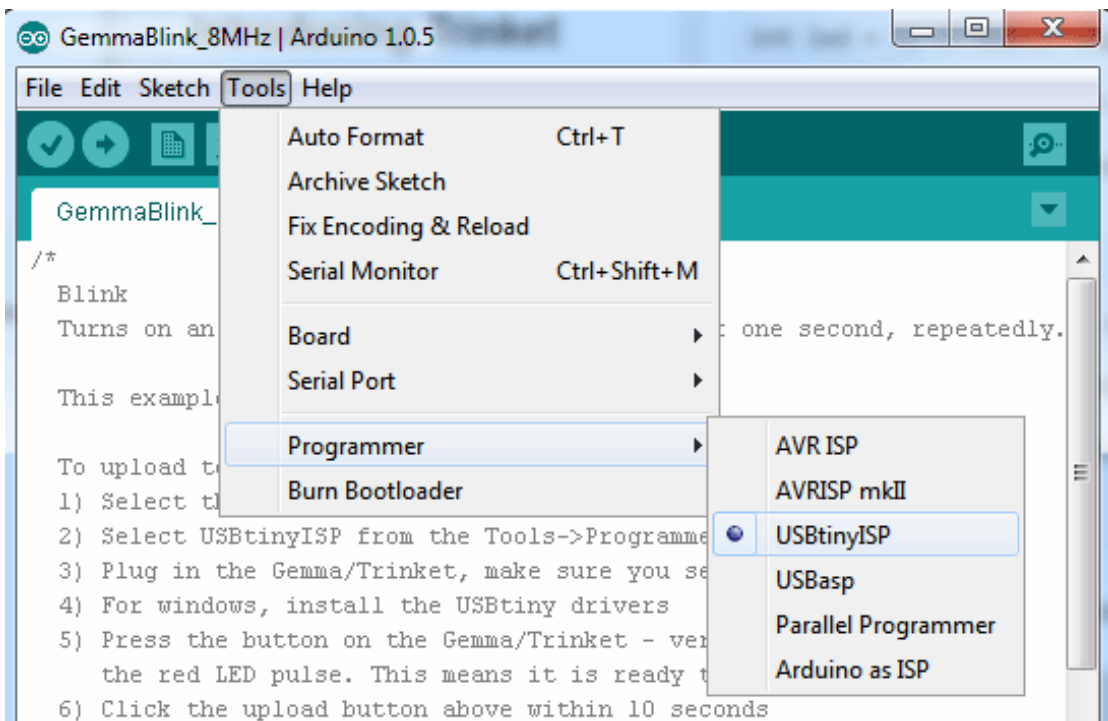 GemmaBlink_8MHz | Arduino 1.0.5
File Edit Sketch Tools Help
Auto Format Ctrl+T
Archive Sketch
Fix Encoding & Reload
Serial Monitor Ctrl+Shift+M
Board
Serial Port
Programmer
Burn Bootloader
AVR ISP
AVRISP mkII
USBtinyISP
USBasp
Parallel Programmer
Arduino as ISP
GemmaBlink_
/*
Blink
Turns on an one second, repeatedly.
This
To upload
1) Select
2) Select USBtinyISP from the Tools->
3) Plug in the Gemma/Trinket, make sure you
4) For windows, install the USBtiny drivers
5) Press the button on the Gemma/Trinket -
the red LED pulse. This means it is ready
6) Click the upload button above within 10 seconds